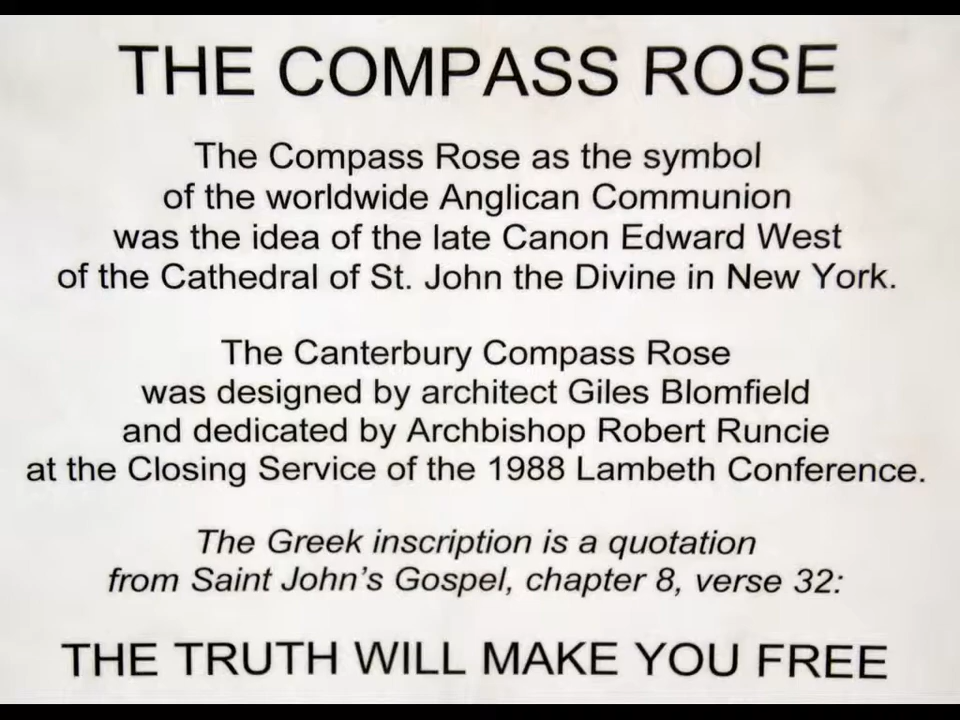 THE COMPASS ROSE
The Compass Rose as the symbol
of the worldwide Anglican Communion
was the idea of the late Canon Edward West
of the Cathedral of St. John the Divine in New York.
The Canterbury Compass Rose
was designed by architect Giles Blomfield
and dedicated by Archbishop Robert Runcie
at the Closing Service of the 1988 Lambeth Conference.
The Greek inscription is a quotation
from Saint John's Gospel, chapter 8, verse 32:
THE TRUTH WILL MAKE YOU FREE